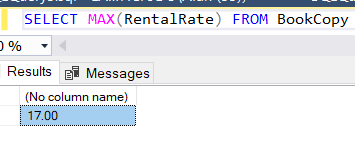 SELECT MAX(RentalRate) FROM BookCopy
0 %
Results Messages
(No column name)
17.00